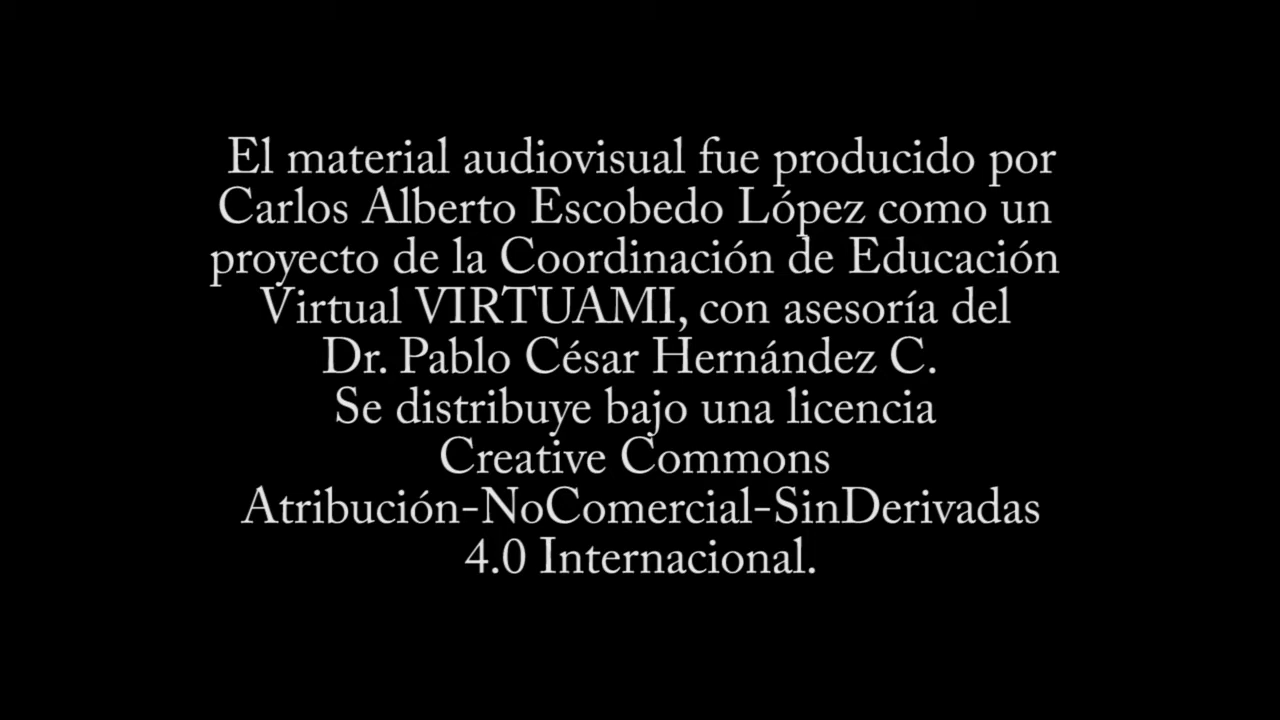 El material audiovisual fue producido por
Carlos Alberto Escobedo López como un
proyecto de la Coordinación de Educación
Virtual VIRTUAMI, con asesoría del
Dr. Pablo César Hernández C.
Se distribuye bajo una licencia
Creative Commons
Atribución-NoComercial-SinDerivadas
4.0 Internacional.